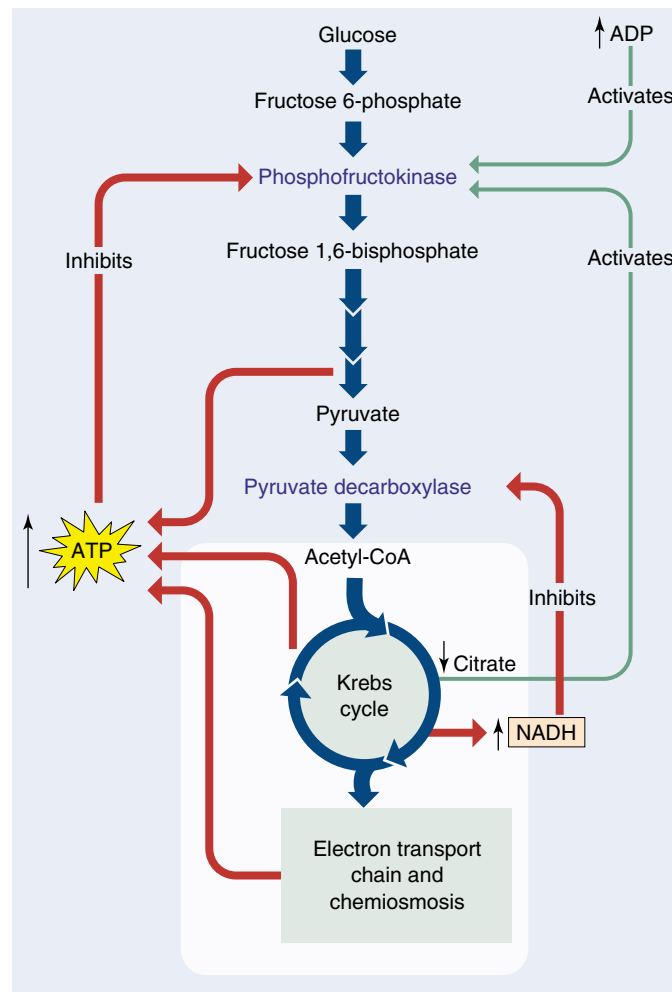 Glucose
ADP
Activates
Fructose 6-phosphate
Phosphofructokinase
Fructose 1,6-bisphosphate
Inhibits
Activates
Pyruvate
Pyruvate decarboxylase
ATP
Acetyl-CoA
Inhibits
Citrate
Krebs
cycle
NADH
Electron transport
chain and
chemiosmosis